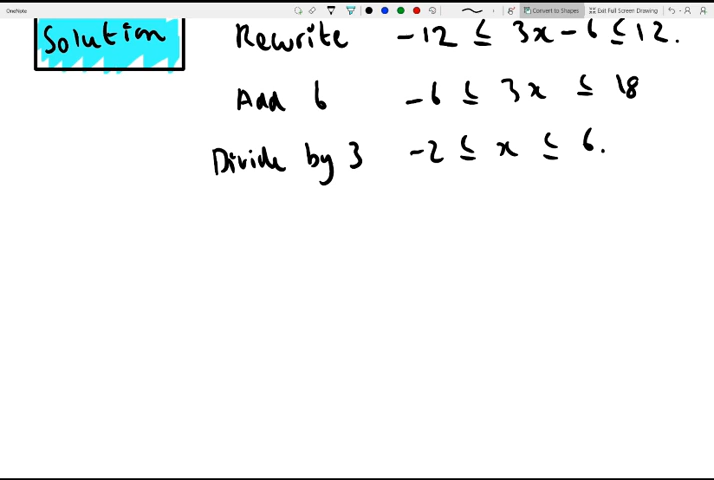 OneNote Convert to Shapes Exit Full Screen Drawing
Solution Rewrite -12 ≤ 3x - 6 ≤ 12.
Add 6 -6 ≤ 3x ≤ 18
Divide by 3 -2 ≤ x ≤ 6.